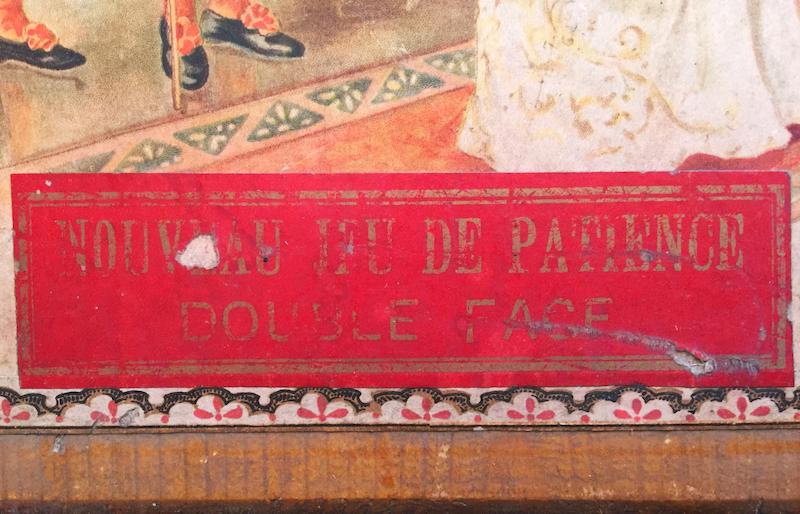 NOUVEAU JEU DE PATIENCE
DOUBLE FACE